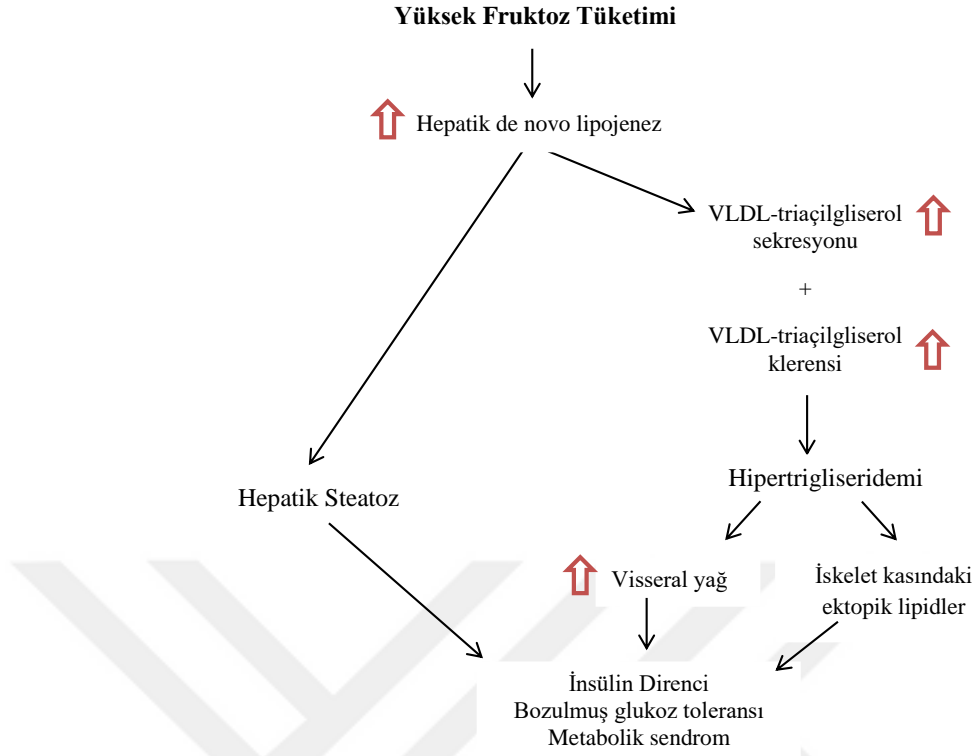 Yüksek Fruktoz Tüketimi
Hepatik de novo lipojenez
VLDL-triaçilgliserol
sekresyonu
+
VLDL-triaçilgliserol
klerensi
Hipertrigliseridemi
Hepatik Steatoz
Visseral yağ
İskelet kasındaki
ektopik lipidler
İnsülin Direnci
Bozulmuş glukoz toleransı
Metabolik sendrom